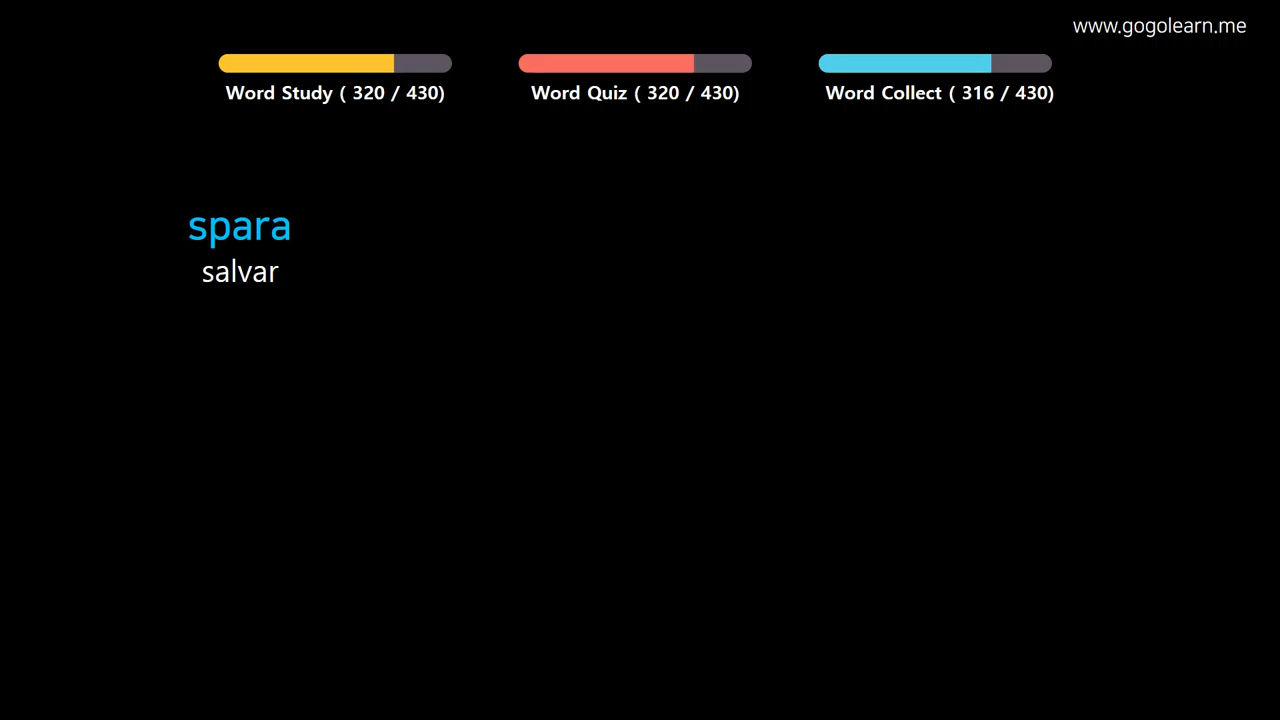 www.gogolearn.me
Word Study ( 320 / 430)
Word Quiz ( 320 / 430)
Word Collect ( 316 / 430)
spara
salvar